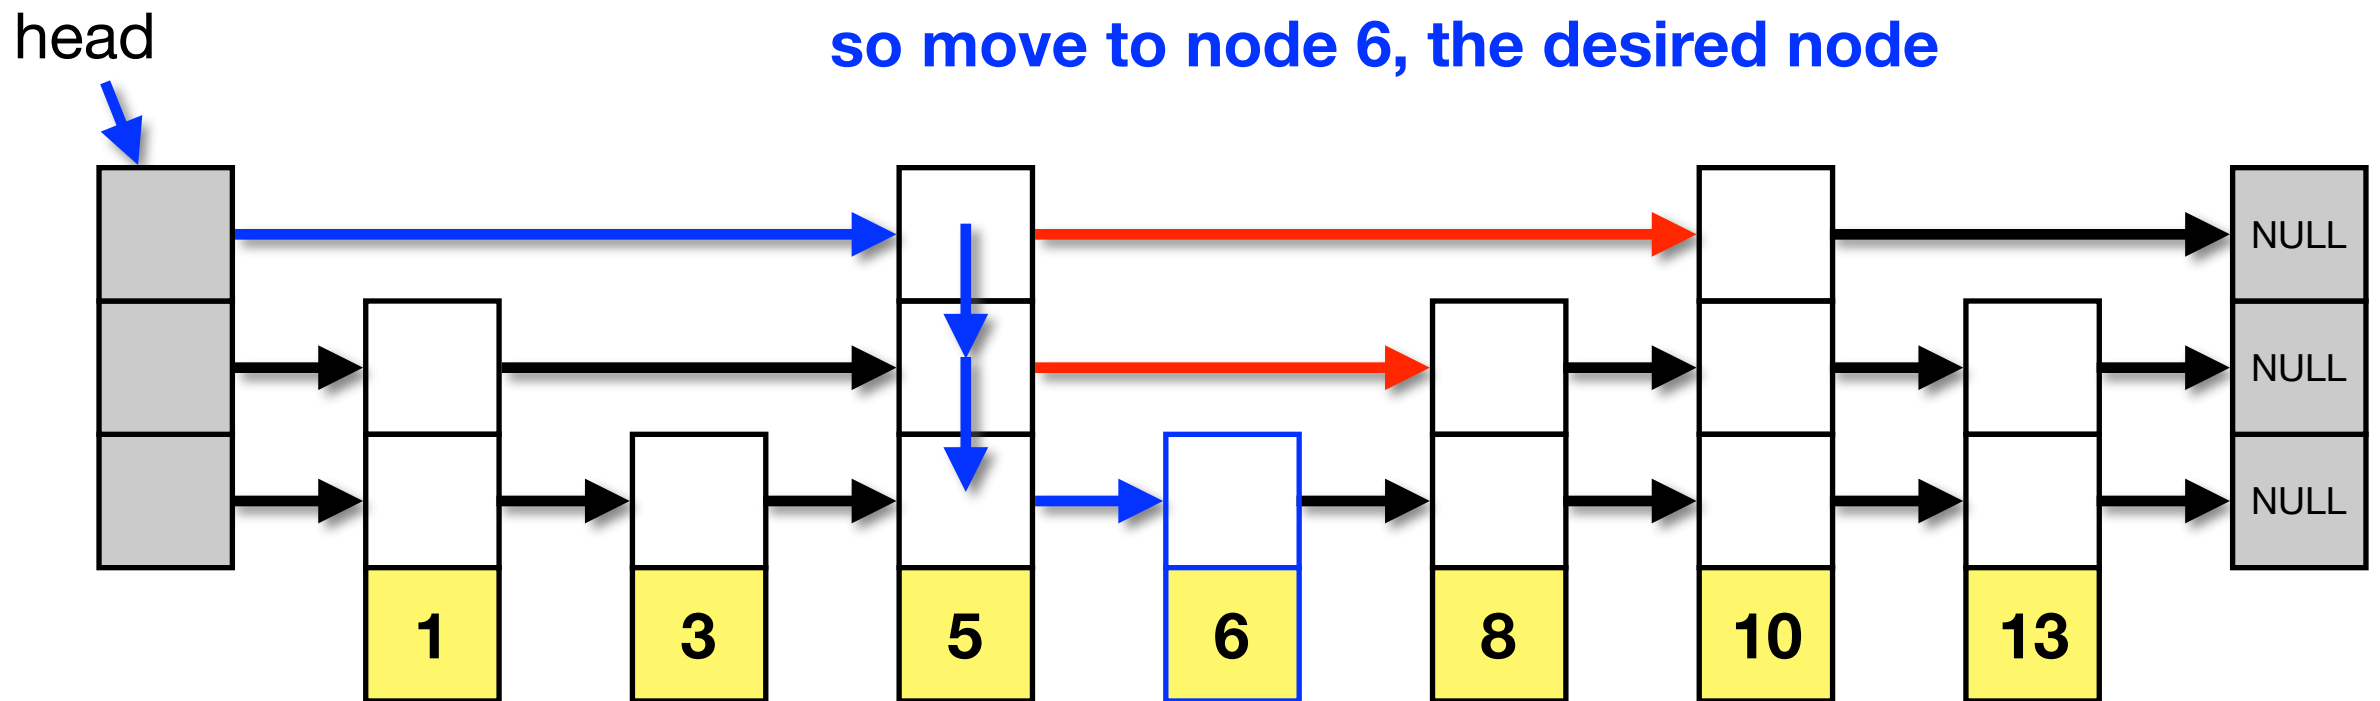 head
so move to node 6, the desired node
NULL
NULL
NULL
1 3 5 6 8 10 13